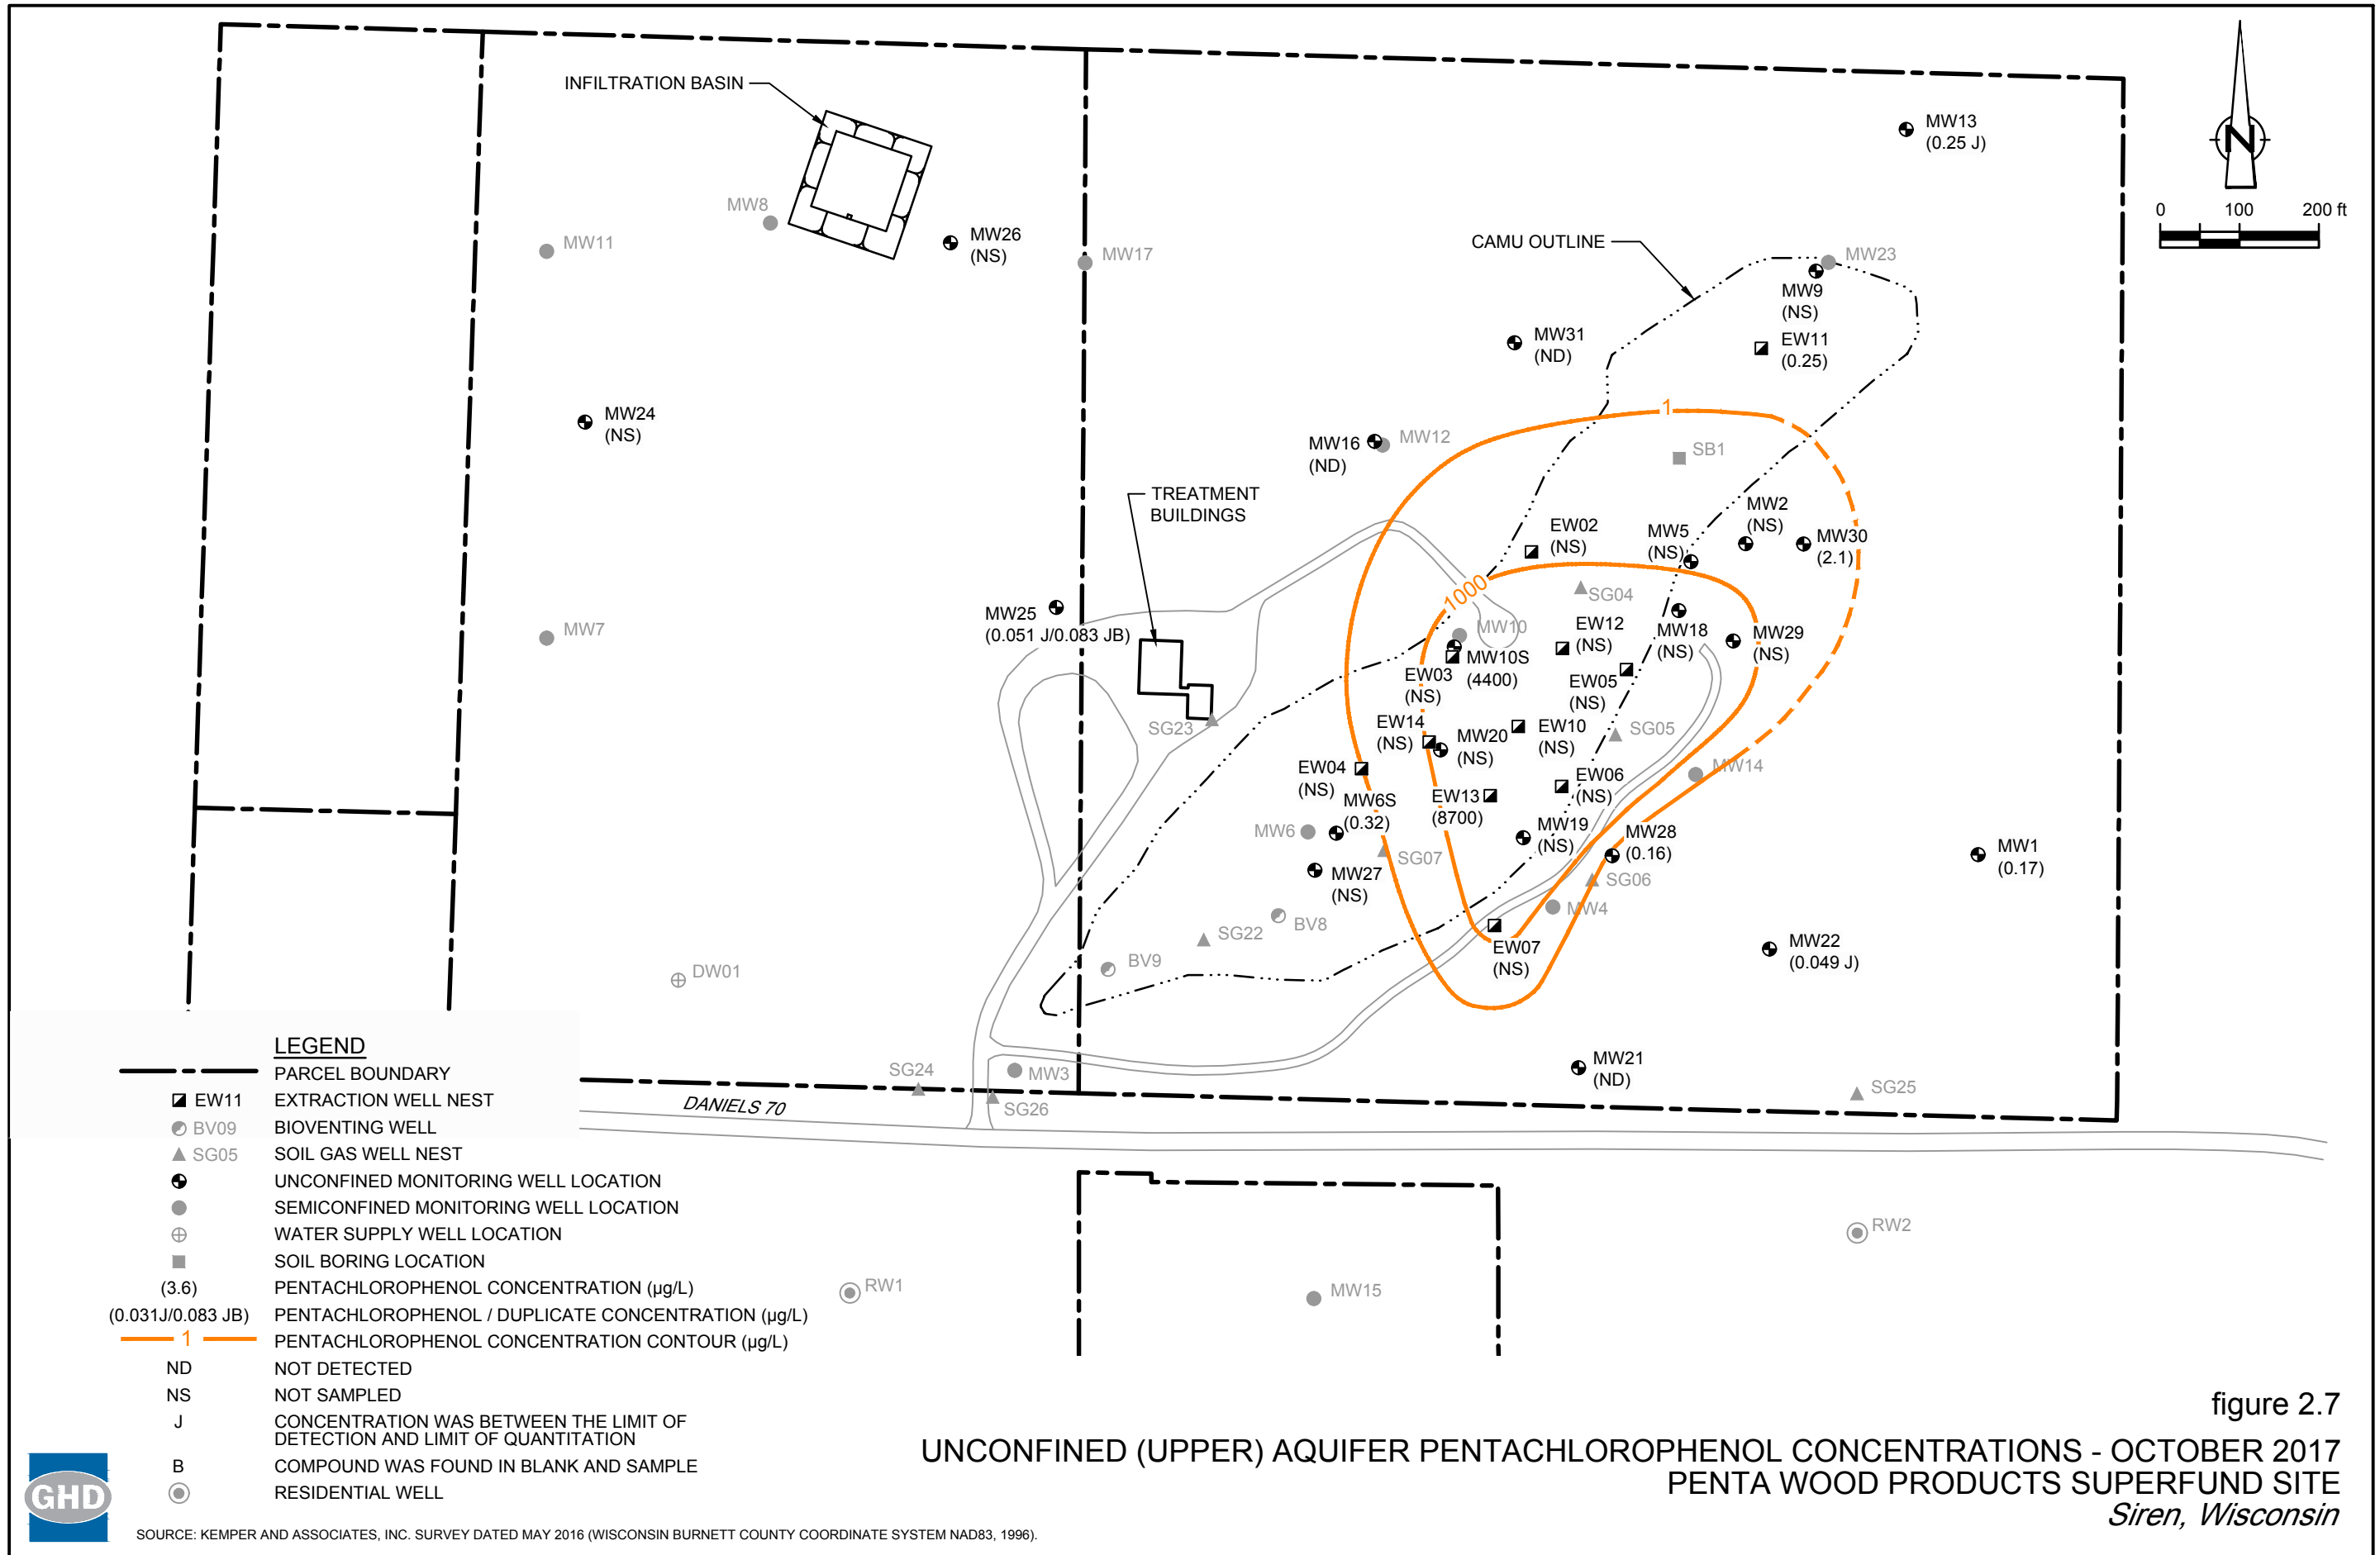 INFILTRATION BASIN
MW13
(0.25 J)
N
0 100 200 ft
MW8
MW11
MW26
(NS)
MW17
CAMU OUTLINE
MW23
MW9
(NS)
MW31
(ND)
EW11
(0.25)
MW24
(NS)
1
MW16
(ND)
MW12
SB1
TREATMENT
BUILDINGS
EW02
(NS)
MW5
(NS)
MW2
(NS)
MW30
(2.1)
1000
SG04
MW25
(0.051 J/0.083 JB)
MW7
MW10
EW12
(NS)
MW18
(NS)
MW29
(NS)
EW03
(NS)
MW10S
(4400)
EW05
(NS)
SG23
EW14
(NS)
MW20
(NS)
EW10
(NS)
SG05
EW04
(NS)
MW14
MW6S
(0.32)
EW13
(8700)
EW06
(NS)
MW6
MW19
(NS)
MW28
(0.16)
MW1
(0.17)
SG07
MW27
(NS)
SG06
MW4
BV8
SG22
EW07
(NS)
MW22
(0.049 J)
BV9
DW01
MW21
(ND)
SG24
MW3
SG26
SG25
DANIELS 70
RW2
RW1
MW15
LEGEND
PARCEL BOUNDARY
EW11 EXTRACTION WELL NEST
BV09 BIOVENTING WELL
SG05 SOIL GAS WELL NEST
UNCONFINED MONITORING WELL LOCATION
SEMICONFINED MONITORING WELL LOCATION
WATER SUPPLY WELL LOCATION
SOIL BORING LOCATION
(3.6) PENTACHLOROPHENOL CONCENTRATION (µg/L)
(0.031J/0.083 JB) PENTACHLOROPHENOL / DUPLICATE CONCENTRATION (µg/L)
1 PENTACHLOROPHENOL CONCENTRATION CONTOUR (µg/L)
ND NOT DETECTED
NS NOT SAMPLED
J CONCENTRATION WAS BETWEEN THE LIMIT OF
DETECTION AND LIMIT OF QUANTITATION
B COMPOUND WAS FOUND IN BLANK AND SAMPLE
RESIDENTIAL WELL
GHD
SOURCE: KEMPER AND ASSOCIATES, INC. SURVEY DATED MAY 2016 (WISCONSIN BURNETT COUNTY COORDINATE SYSTEM NAD83, 1996).
figure 2.7
UNCONFINED (UPPER) AQUIFER PENTACHLOROPHENOL CONCENTRATIONS - OCTOBER 2017
PENTA WOOD PRODUCTS SUPERFUND SITE
Siren, Wisconsin